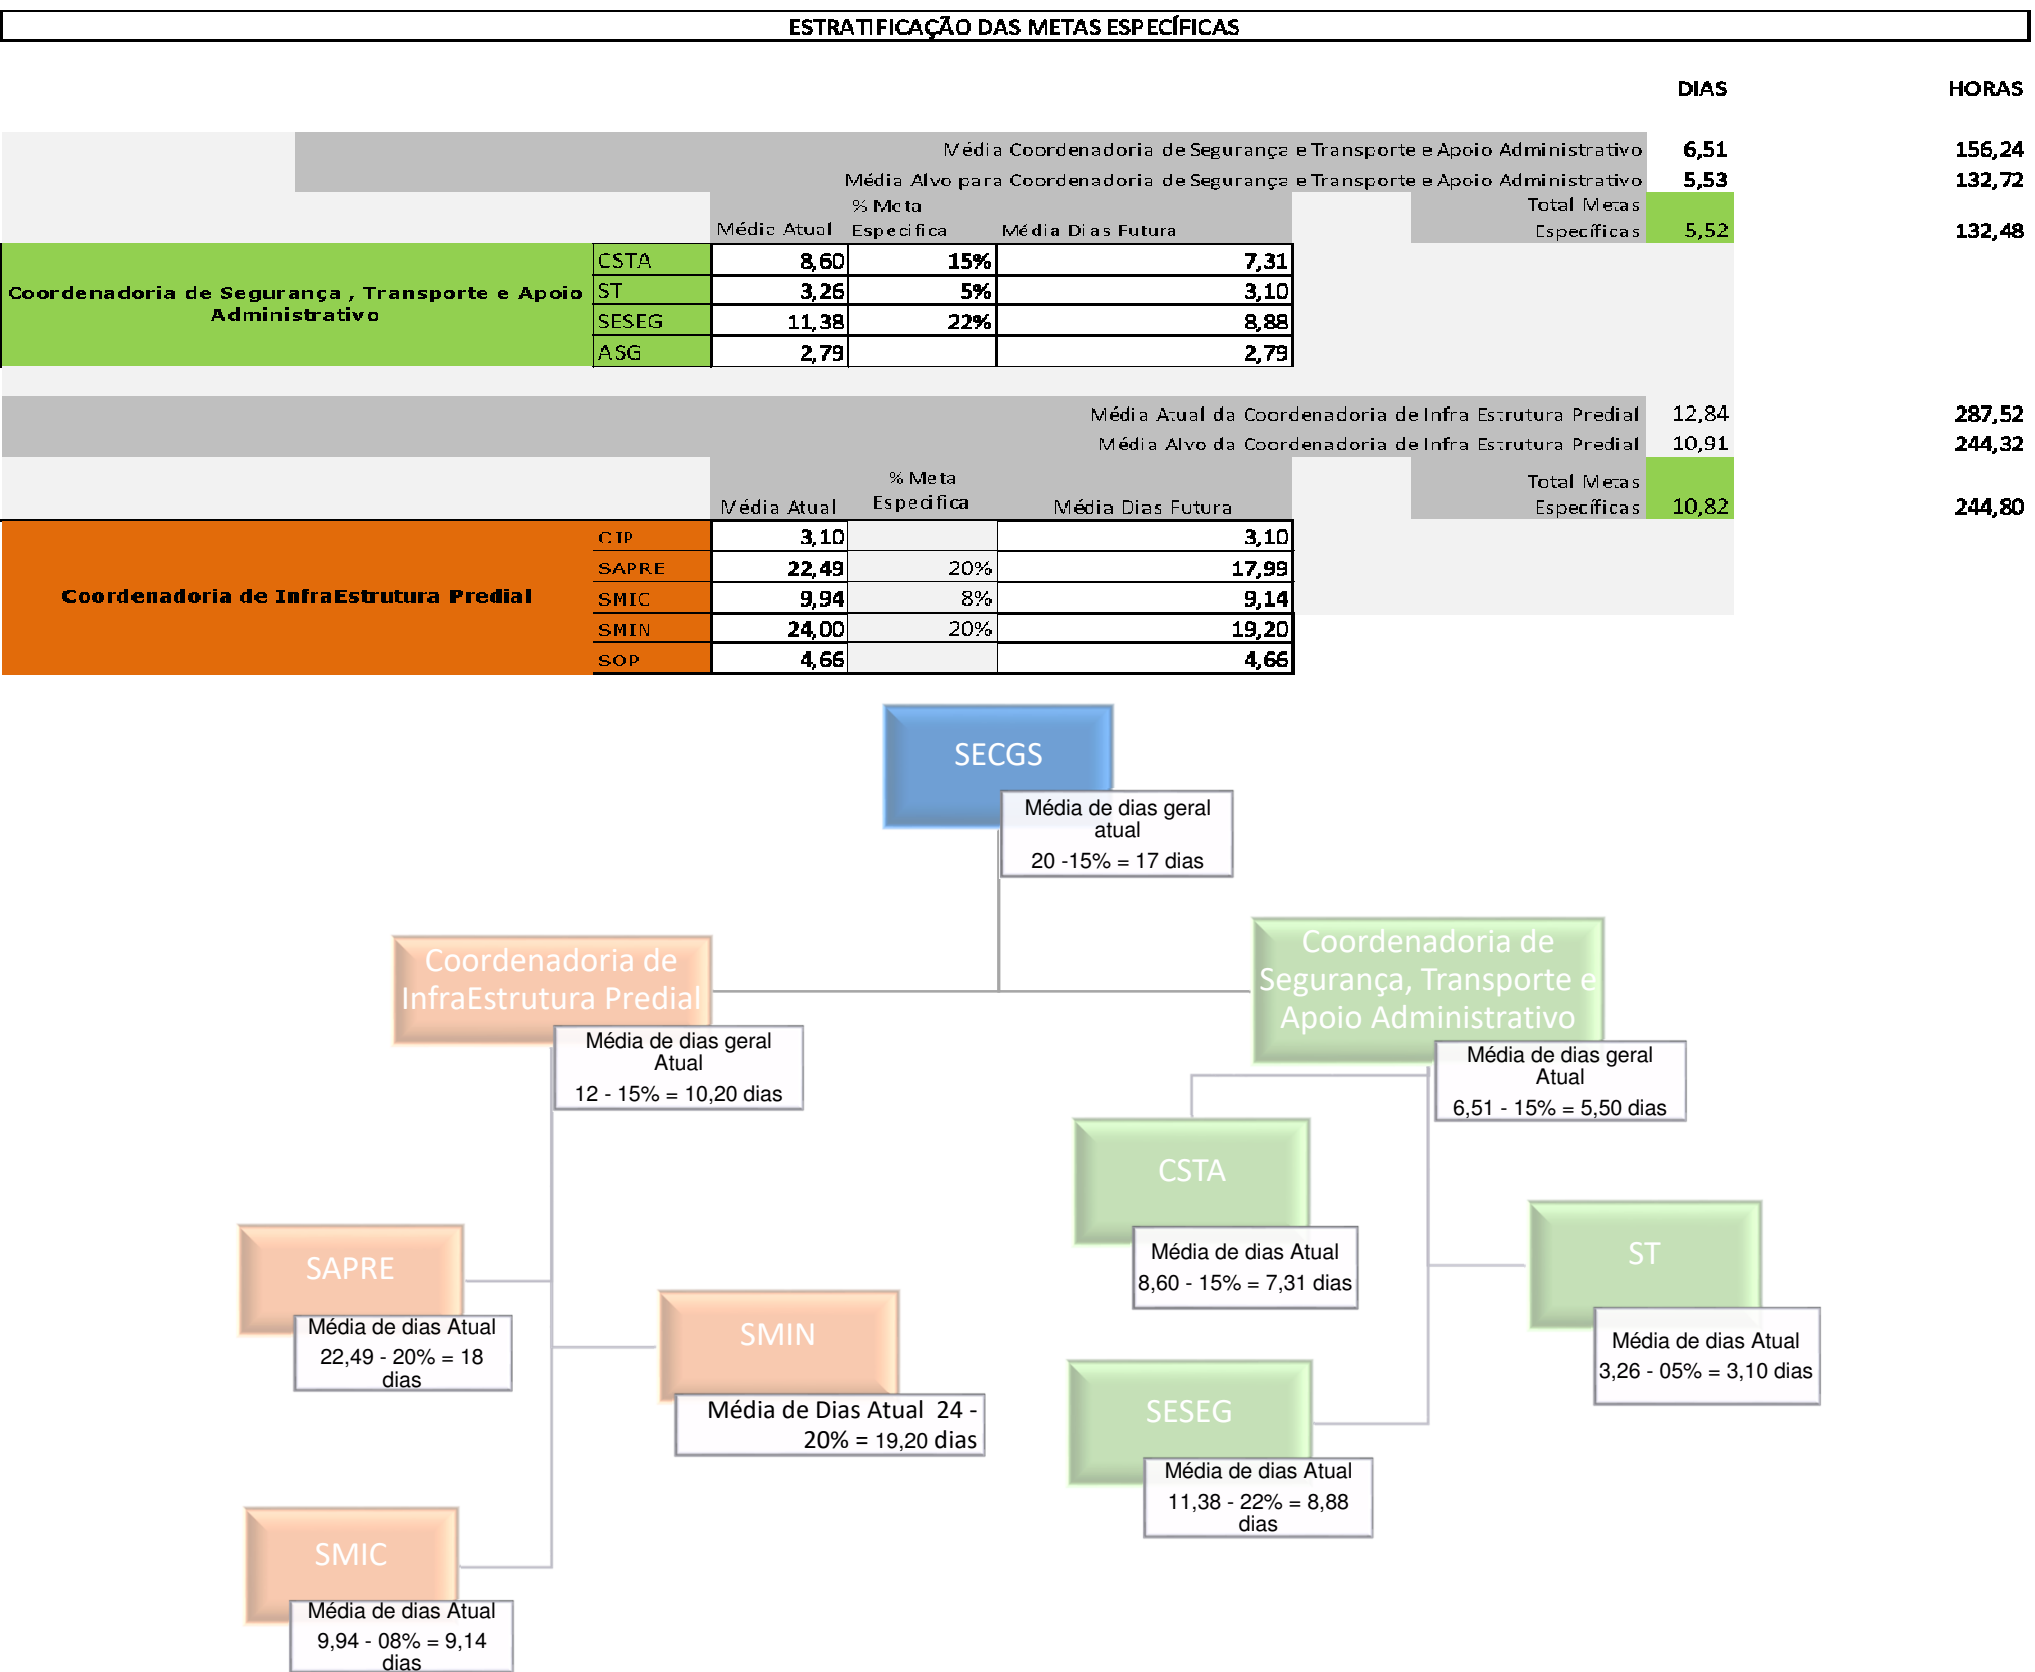 ESTRATIFICAÇÃO DAS METAS ESPECÍFICAS
DIAS HORAS
Média Coordenadoria de Segurança e Transporte e Apoio Administrativo 6,51 156,24
Média Alvo para Coordenadoria de Segurança e Transporte e Apoio Administrativo 5,53 132,72
Média Atual % Meta Especifica Média Dias Futura Total Metas Específicas 5,52 132,48
Coordenadoria de Segurança , Transporte e Apoio
Administrativo
CSTA 8,60 15% 7,31
ST 3,26 5% 3,10
SESEG 11,38 22% 8,88
ASG 2,79 2,79
Média Atual da Coordenadoria de Infra Estrutura Predial 12,84 287,52
Média Alvo da Coordenadoria de Infra Estrutura Predial 10,91 244,32
Média Atual % Meta Especifica Média Dias Futura Total Metas Específicas 10,82 244,80
Coordenadoria de InfraEstrutura Predial
CIP 3,10 3,10
SAPRE 22,49 20% 17,99
SMIC 9,94 8% 9,14
SMIN 24,00 20% 19,20
SOP 4,66 4,66
SECGS
Média de dias geral
atual
20 -15% = 17 dias
Coordenadoria de
InfraEstrutura Predial
Média de dias geral
Atual
12 - 15% = 10,20 dias
Coordenadoria de
Segurança, Transporte e
Apoio Administrativo
Média de dias geral
Atual
6,51 - 15% = 5,50 dias
CSTA
Média de dias Atual
8,60 - 15% = 7,31 dias
ST
Média de dias Atual
3,26 - 05% = 3,10 dias
SAPRE
Média de dias Atual
22,49 - 20% = 18
dias
SMIN
Média de Dias Atual 24 -
20% = 19,20 dias
SESEG
Média de dias Atual
11,38 - 22% = 8,88
dias
SMIC
Média de dias Atual
9,94 - 08% = 9,14
dias